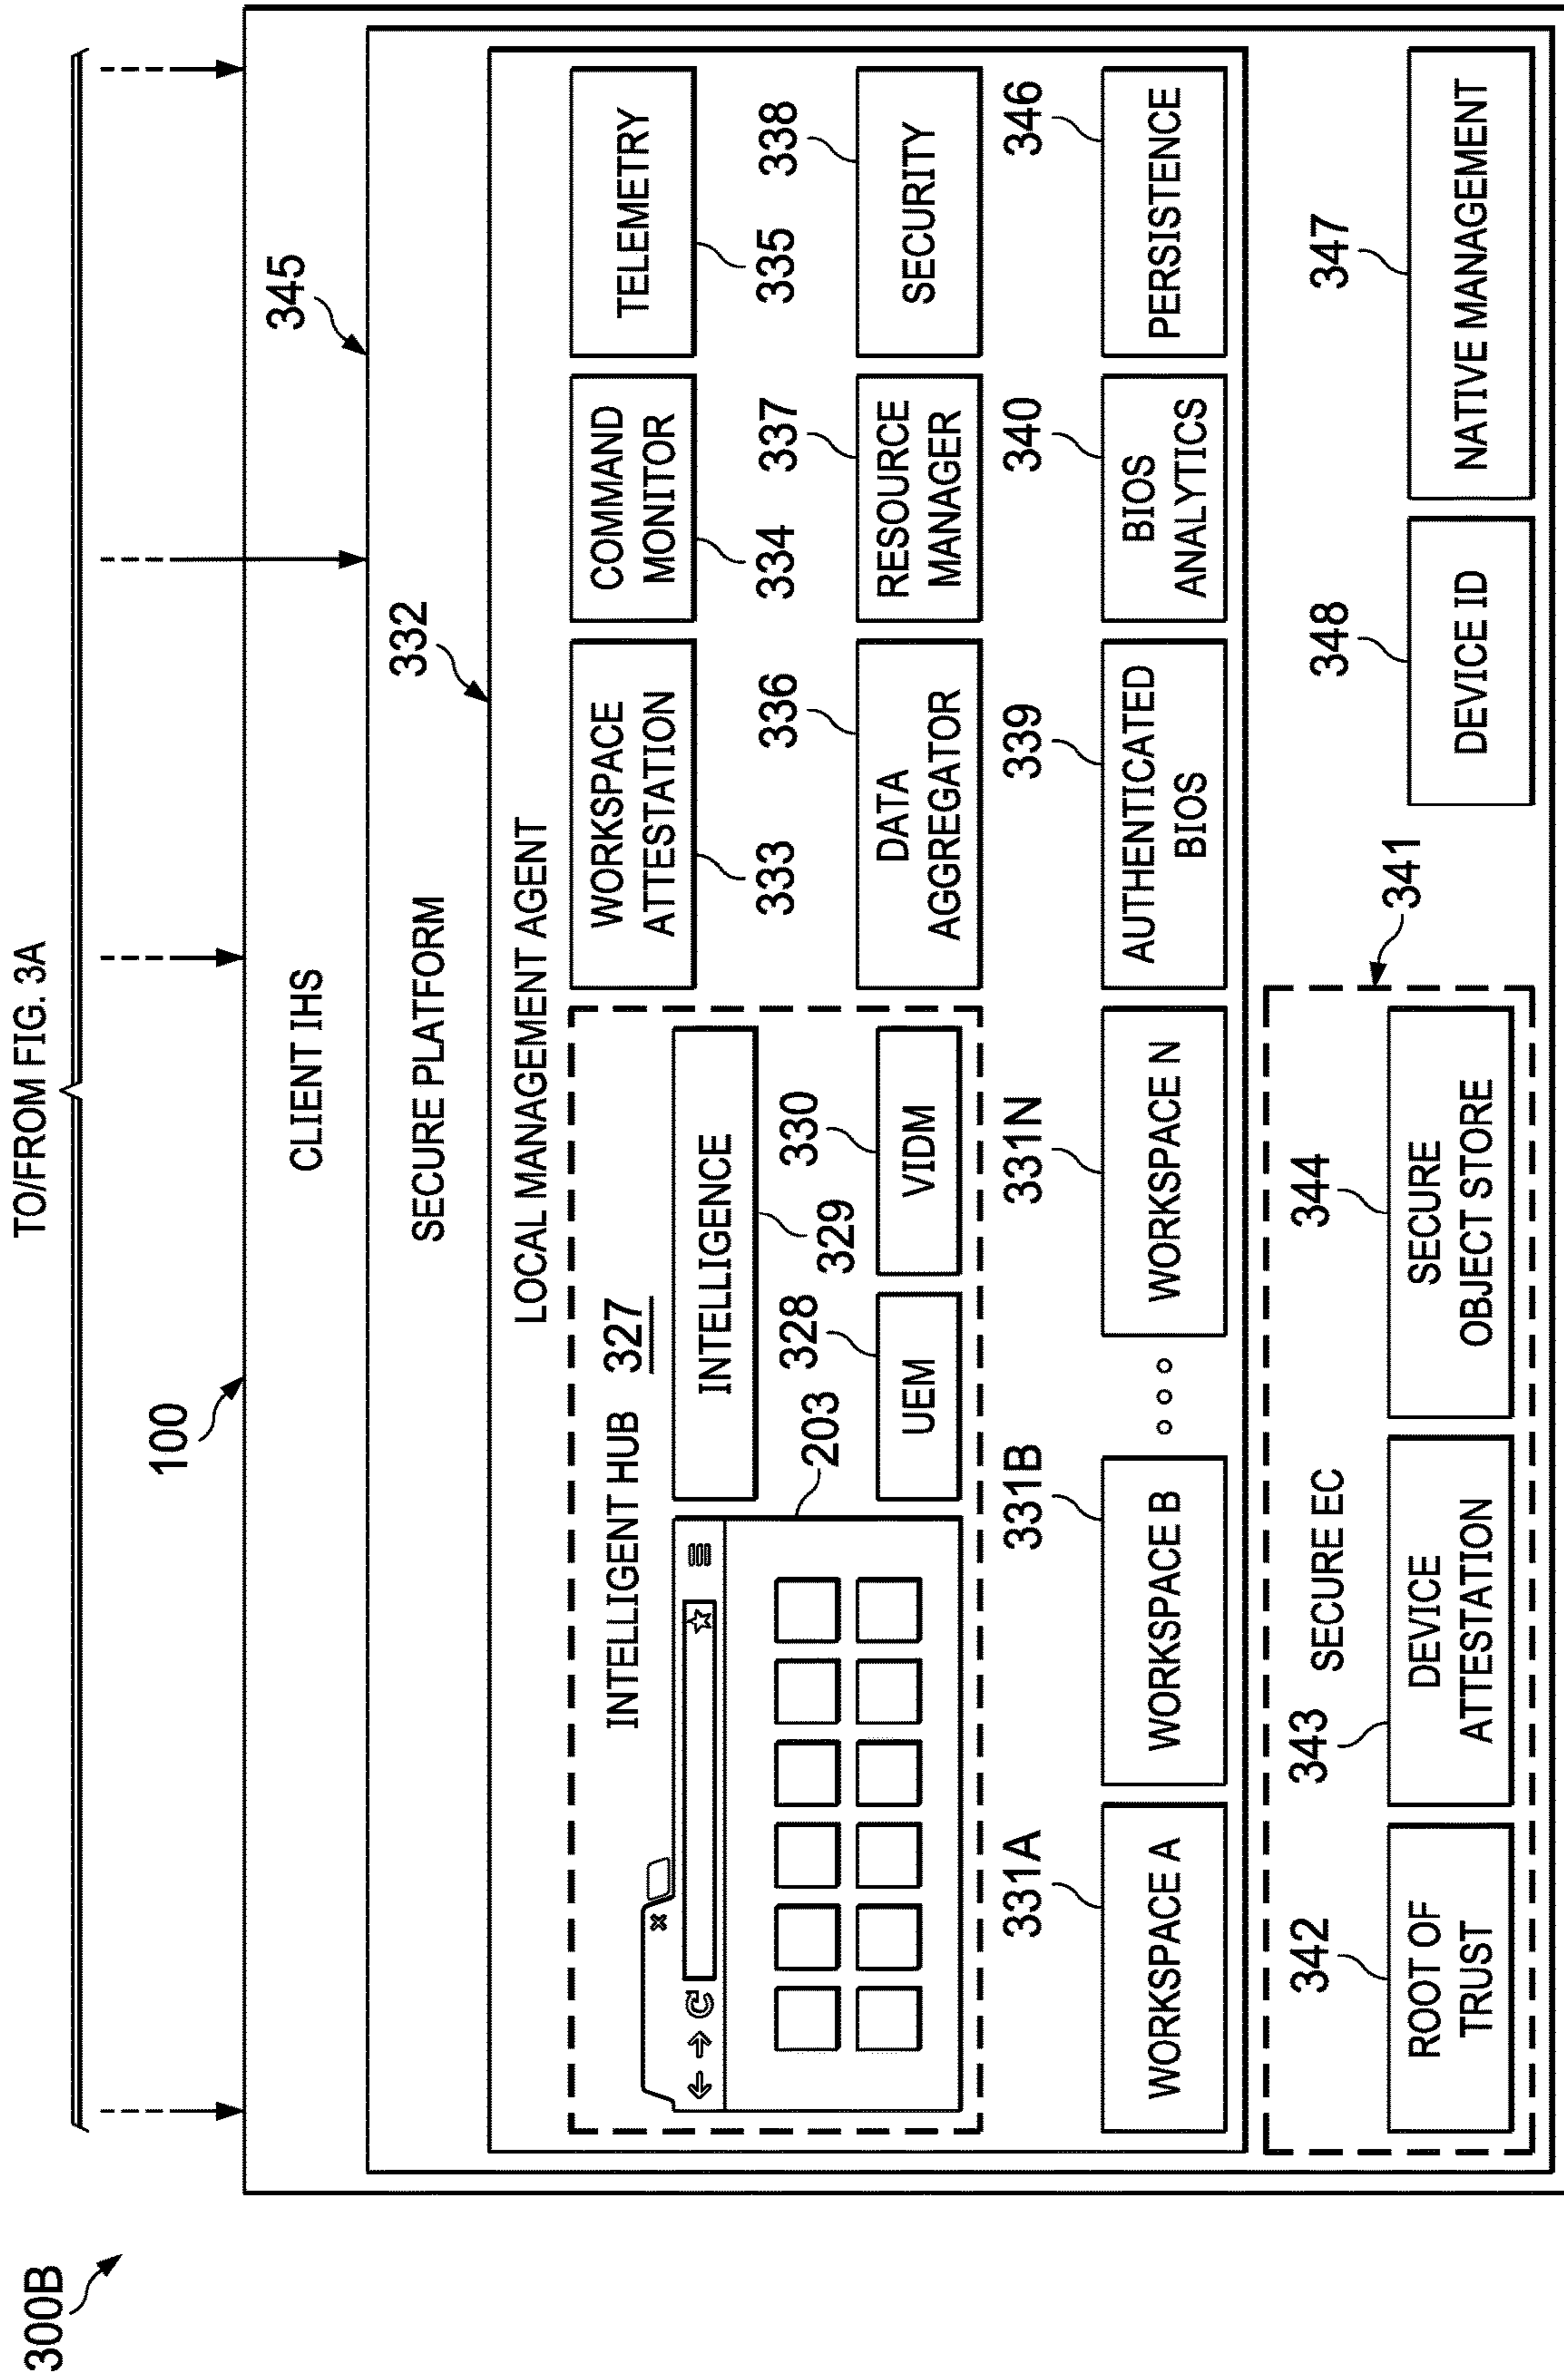 300B
TO/FROM FIG. 3A
100
CLIENT IHS
345
SECURE PLATFORM
332
LOCAL MANAGEMENT AGENT
INTELLIGENT HUB 327
203
INTELLIGENCE
329
328
UEM
330
VIDM
WORKSPACE
ATTESTATION
333
COMMAND
MONITOR
334
TELEMETRY
335
336
DATA
AGGREGATOR
337
RESOURCE
MANAGER
338
SECURITY
331A
WORKSPACE A
331B
WORKSPACE B
331N
WORKSPACE N
339
AUTHENTICATED
BIOS
340
BIOS
ANALYTICS
346
PERSISTENCE
341
SECURE EC
342
ROOT OF
TRUST
343
DEVICE
ATTESTATION
344
SECURE
OBJECT STORE
348
DEVICE ID
347
NATIVE MANAGEMENT